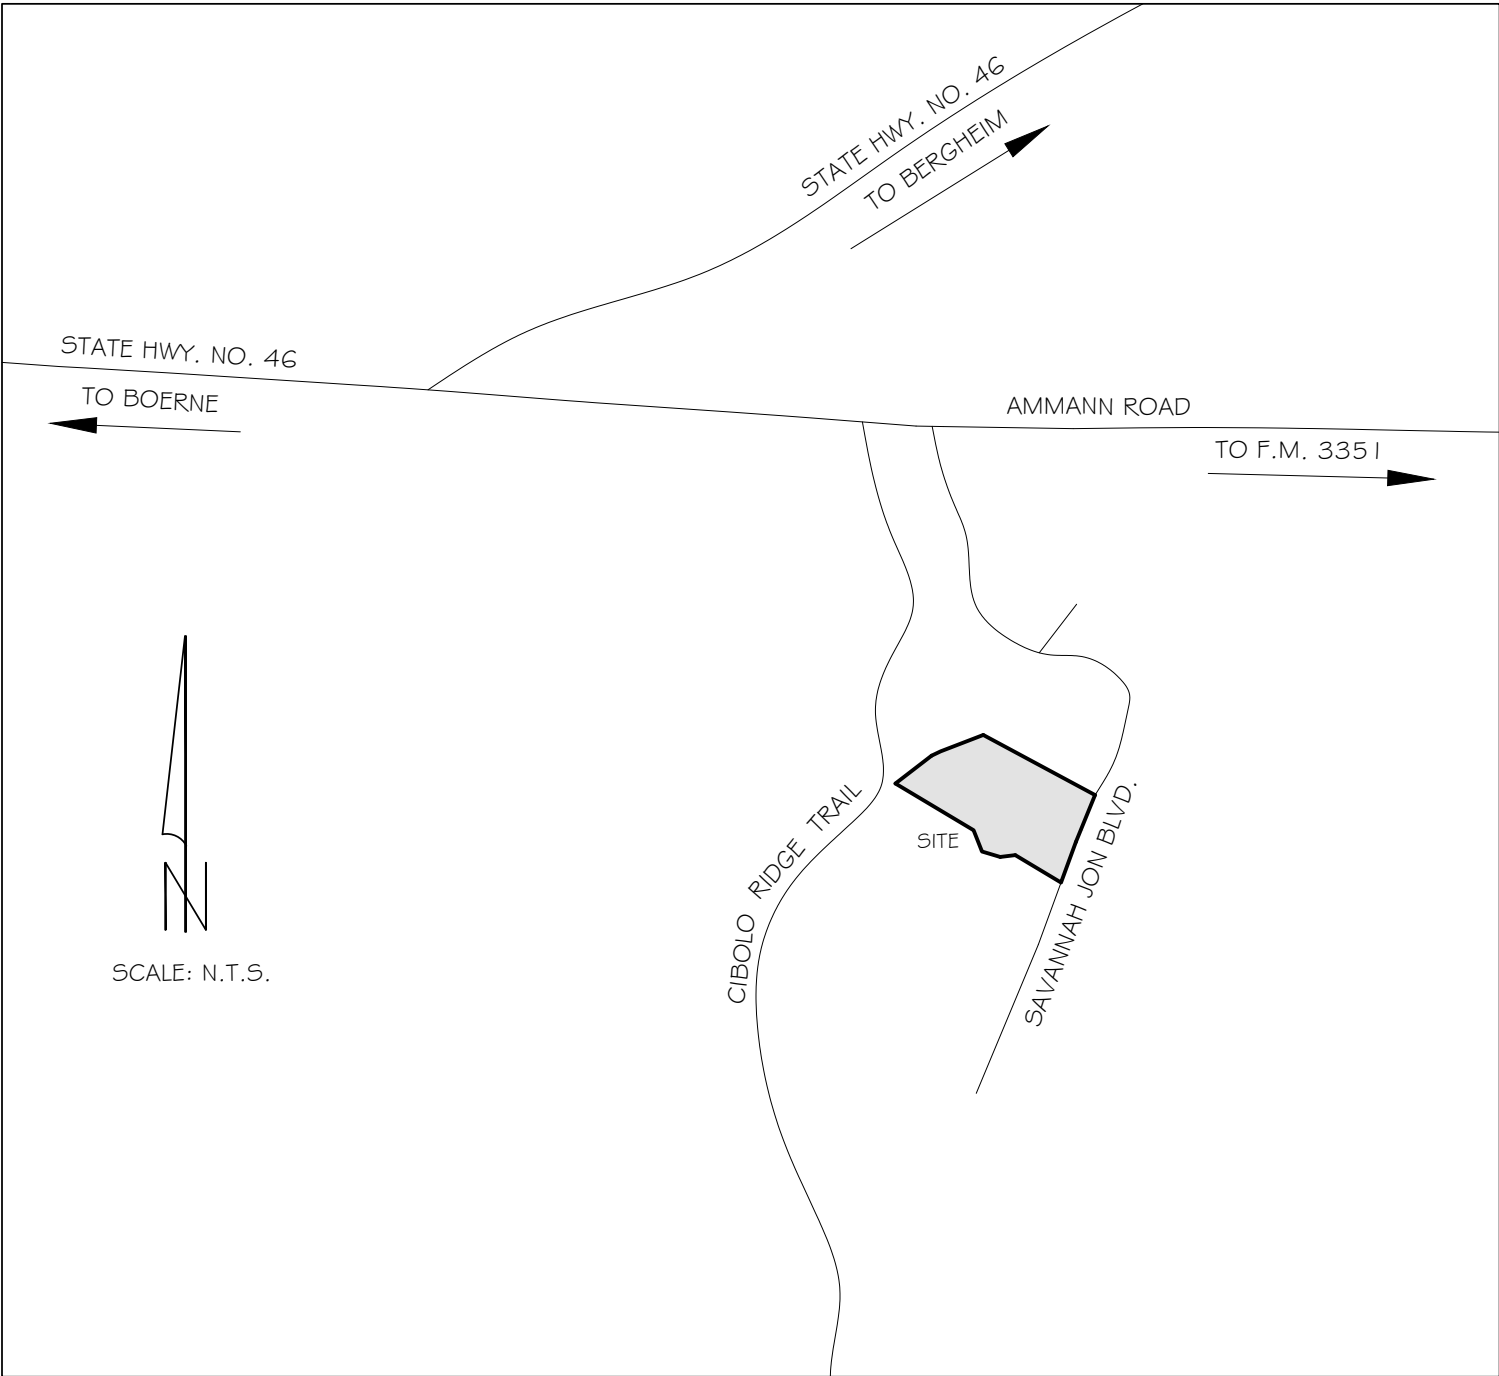 STATE HWY. NO. 46
TO BERGHEIM
STATE HWY. NO. 46
TO BOERNE
AMMANN ROAD
TO F.M. 3351
CIBOLO RIDGE TRAIL
SITE
SAVANNAH JON BLVD.
N
SCALE: N.T.S.